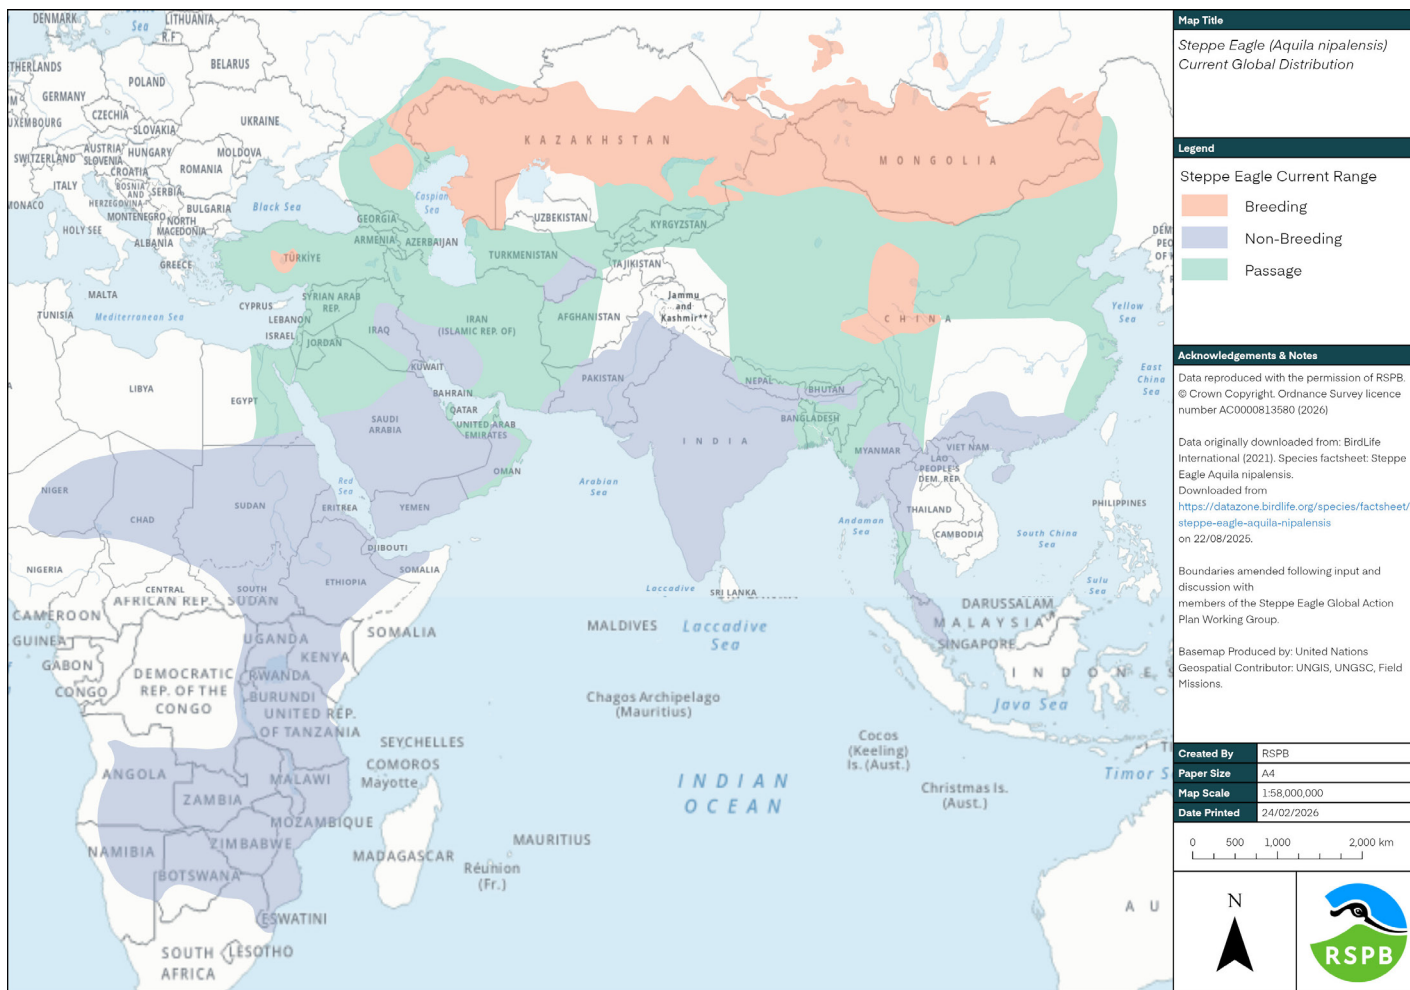 DENMARK
Baltic
Sea
LITHUANIA
R.F
BELARUS
POLAND
GERMANY
CZECHIA
SLOVAKIA
UKRAINE
AUSTRIA
HUNGARY
MOLDOVA
SWITZERLAND
SLOVENIA
CROATIA
ROMANIA
BOSNIA
AND
HERZEGOVINA
SERBIA
ITALY
MONACO
MONTENEGRO
BULGARIA
HOLY SEE
NORTH
MACEDONIA
ALBANIA
GREECE
Black Sea
GEORGIA
ARMENIA
AZERBAIJAN
Caspian
Sea
TÜRKİYE
MALTA
TUNISIA
Mediterranean Sea
CYPRUS
LEBANON
ISRAEL
SYRIAN ARAB
REP.
JORDAN
IRAQ
KUWAIT
IRAN
(ISLAMIC REP. OF)
KAZAKHSTAN
UZBEKISTAN
TURKMENISTAN
KYRGYZSTAN
TAJIKISTAN
AFGHANISTAN
Jammu
and
Kashmir**
MONGOLIA
CHINA
Yellow
Sea
East
China
Sea
LIBYA
EGYPT
SAUDI
ARABIA
BAHRAIN
QATAR
UNITED ARAB
EMIRATES
OMAN
YEMEN
PAKISTAN
NEPAL
BHUTAN
BANGLADESH
INDIA
MYANMAR
VIET NAM
LAO
PEOPLE'S
DEM. REP.
THAILAND
CAMBODIA
PHILIPPINES
Arabian
Sea
Andaman
Sea
South China
Sea
Sulu
Sea
Laccadive
SRI LANKA
NIGER
CHAD
SUDAN
Red
Sea
ERITREA
DJIBOUTI
NIGERIA
CENTRAL
AFRICAN REP.
SOUTH
SUDAN
ETHIOPIA
SOMALIA
CAMEROON
GUINEA
GABON
CONGO
DEMOCRATIC
REP. OF THE
CONGO
UGANDA
KENYA
SOMALIA
RWANDA
BURUNDI
UNITED REP.
OF TANZANIA
MALDIVES
Laccadive
Sea
DARUSSALAM
MALAYSIA
SINGAPORE
INDONES
Java Sea
Chagos Archipelago
(Mauritius)
SEYCHELLES
COMOROS
Mayotte
Cocos
(Keeling)
Is. (Aust.)
Christmas Is.
(Aust.)
Timor S
INDIAN
OCEAN
ANGOLA
MALAWI
ZAMBIA
MOZAMBIQUE
ZIMBABWE
NAMIBIA
BOTSWANA
MADAGASCAR
MAURITIUS
Réunion
(Fr.)
ESWATINI
SOUTH
AFRICA
LESOTHO
A U
Map Title
Steppe Eagle (Aquila nipalensis)
Current Global Distribution
Legend
Steppe Eagle Current Range
Breeding
Non-Breeding
Passage
Acknowledgements & Notes
Data reproduced with the permission of RSPB.
© Crown Copyright. Ordnance Survey licence
number AC0000813580 (2026)
Data originally downloaded from: BirdLife
International (2021). Species factsheet: Steppe
Eagle Aquila nipalensis.
Downloaded from
https://datazone.birdlife.org/species/factsheet/
steppe-eagle-aquila-nipalensis
on 22/08/2025.
Boundaries amended following input and
discussion with
members of the Steppe Eagle Global Action
Plan Working Group.
Basemap Produced by: United Nations
Geospatial Contributor: UNGIS, UNGSC, Field
Missions.
Created By RSPB
Paper Size A4
Map Scale 1:58,000,000
Date Printed 24/02/2026
0 500 1,000 2,000 km
N
RSPB